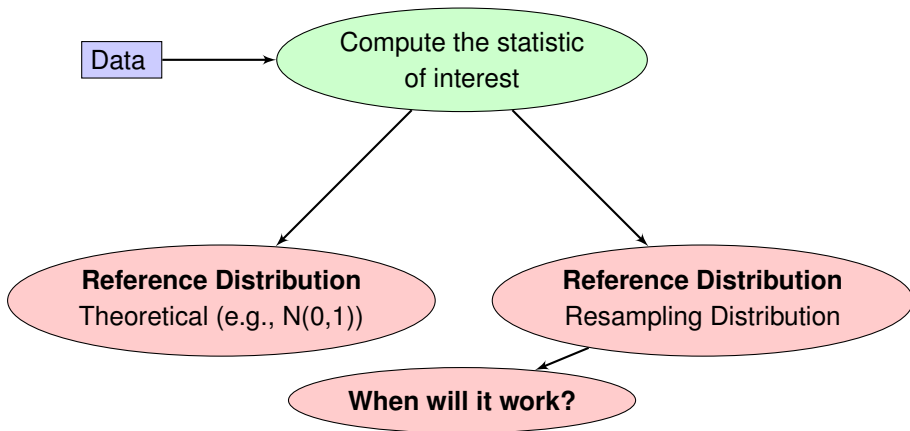 Data
Compute the statistic
of interest
Reference Distribution
Theoretical (e.g., N(0,1))
Reference Distribution
Resampling Distribution
When will it work?